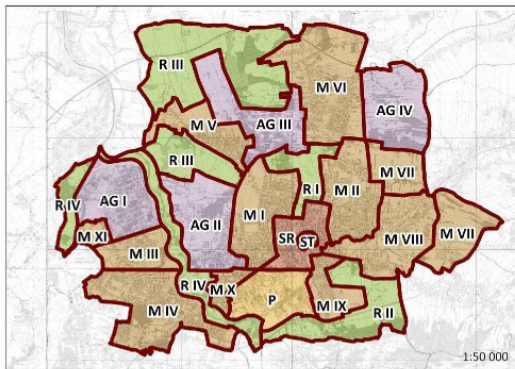 R III
M VI
AG IV
M V
AG III
R III
M VII
R I
M II
R IV
AG I
AG II
M I
M XI
SR
ST
M VIII
M VII
M III
R IV
M X
P
M IX
R II
M IV
1:50 000